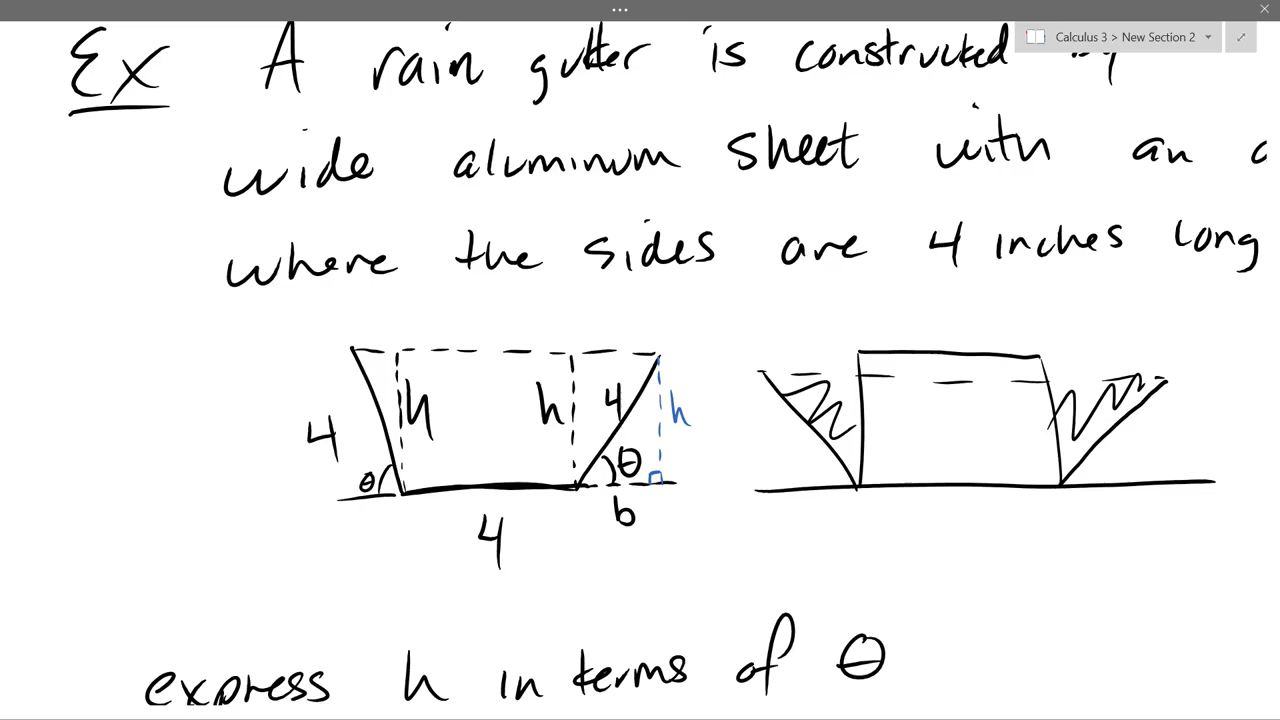 Calculus 3 > New Section 2
Ex A rain gutter is constructed by
wide aluminum sheet with an
where the sides are 4 inches long
h h 4 h
4
θ θ
b
4
express h in terms of θ